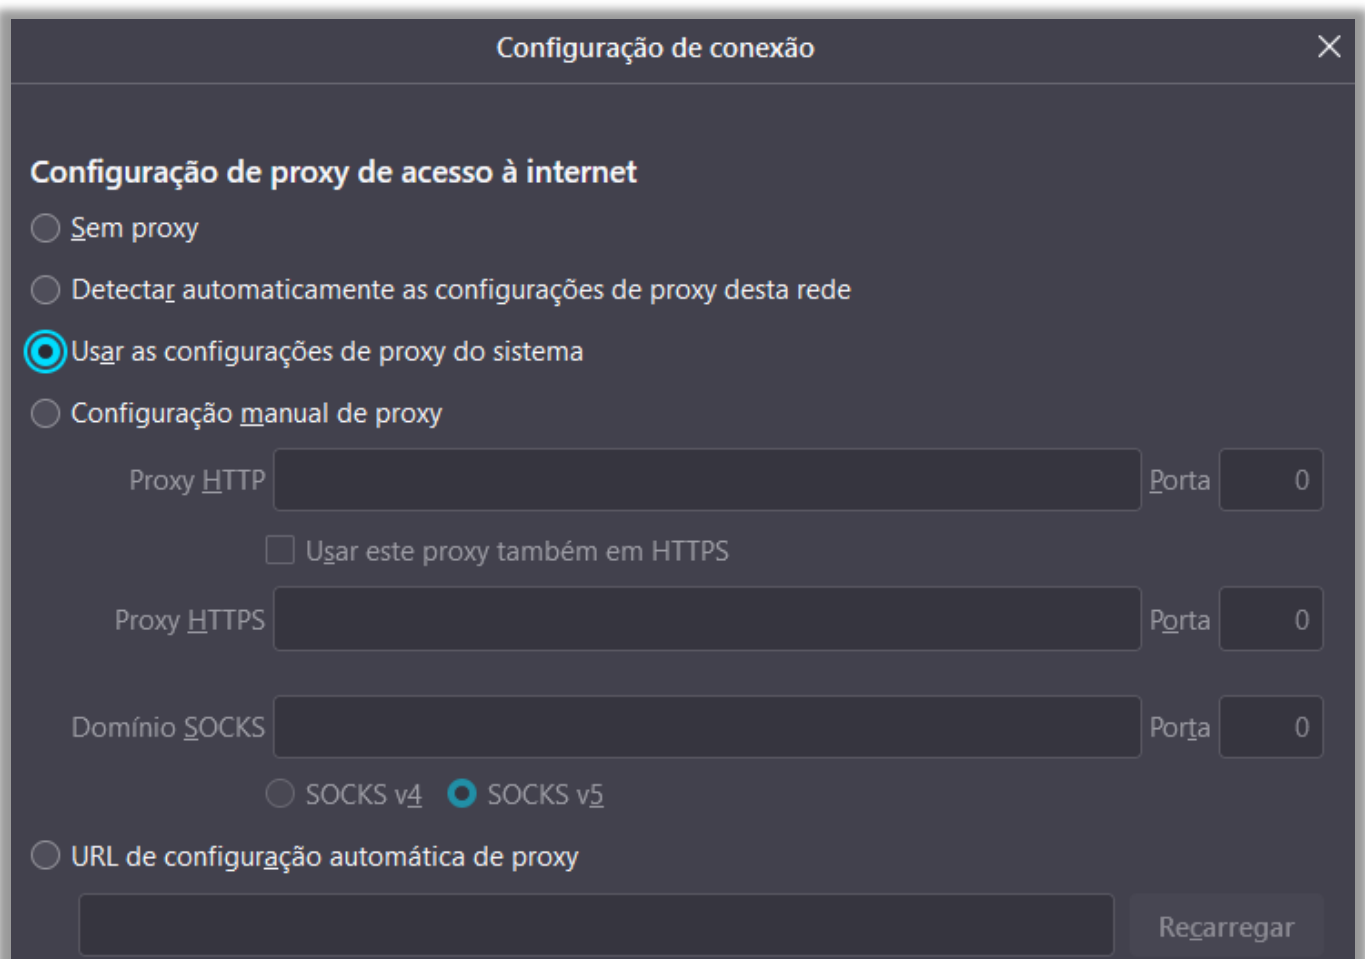 Configuração de conexão
Configuração de proxy de acesso à internet
Sem proxy
Detectar automaticamente as configurações de proxy desta rede
Usar as configurações de proxy do sistema
Configuração manual de proxy
Proxy HTTP Porta 0
Usar este proxy também em HTTPS
Proxy HTTPS Porta 0
Domínio SOCKS Porta 0
SOCKS v4 SOCKS v5
URL de configuração automática de proxy
Recarregar